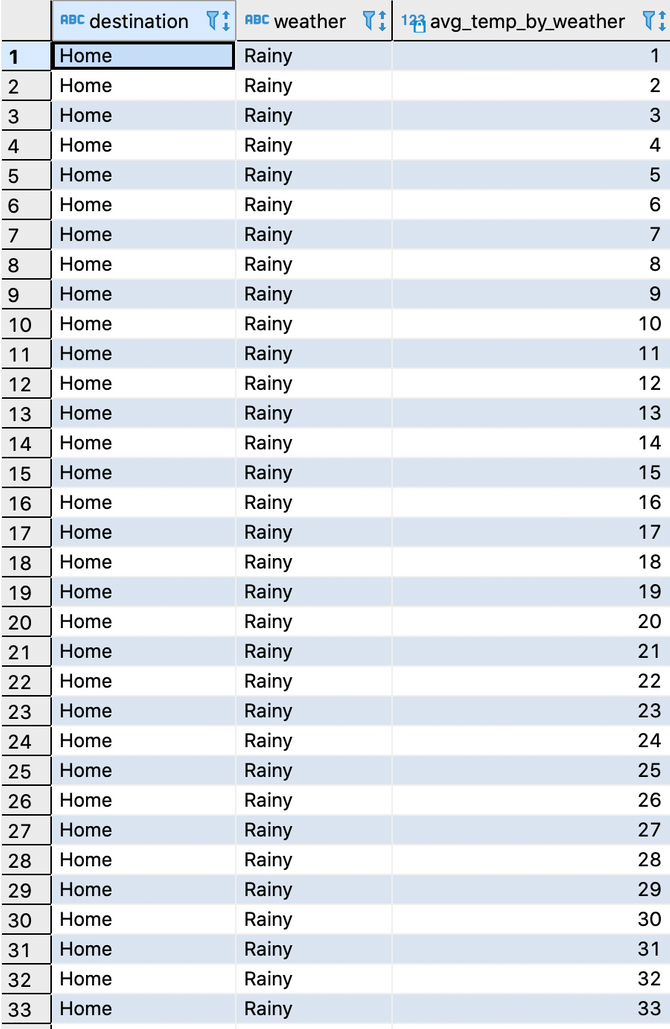 ABC destination ABC weather 123 avg_temp_by_weather
1 Home Rainy 1
2 Home Rainy 2
3 Home Rainy 3
4 Home Rainy 4
5 Home Rainy 5
6 Home Rainy 6
7 Home Rainy 7
8 Home Rainy 8
9 Home Rainy 9
10 Home Rainy 10
11 Home Rainy 11
12 Home Rainy 12
13 Home Rainy 13
14 Home Rainy 14
15 Home Rainy 15
16 Home Rainy 16
17 Home Rainy 17
18 Home Rainy 18
19 Home Rainy 19
20 Home Rainy 20
21 Home Rainy 21
22 Home Rainy 22
23 Home Rainy 23
24 Home Rainy 24
25 Home Rainy 25
26 Home Rainy 26
27 Home Rainy 27
28 Home Rainy 28
29 Home Rainy 29
30 Home Rainy 30
31 Home Rainy 31
32 Home Rainy 32
33 Home Rainy 33